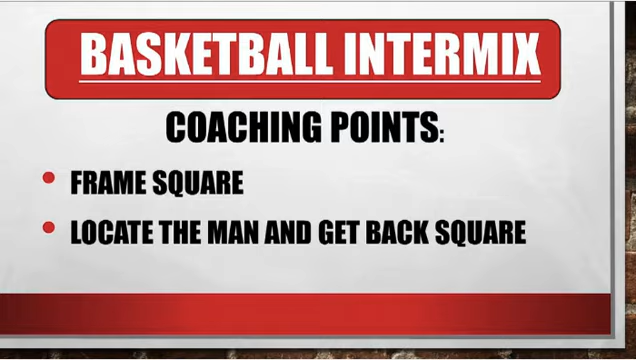 BASKETBALL INTERMIX
COACHING POINTS:
• FRAME SQUARE
• LOCATE THE MAN AND GET BACK SQUARE